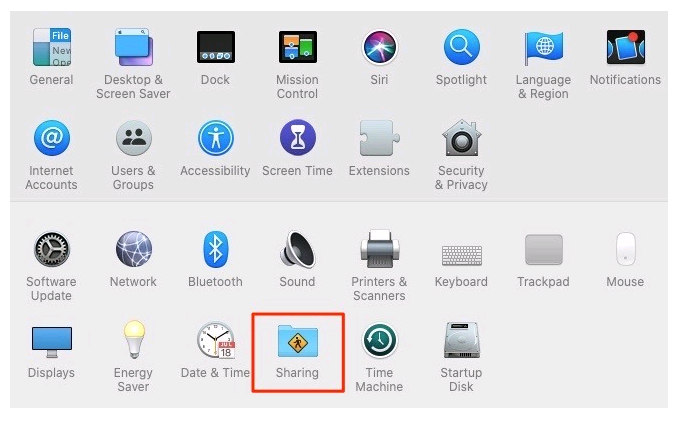 File
New
Ope
General
Desktop &
Screen Saver
Dock
Mission
Control
Siri
Spotlight
Language
& Region
Notifications
Internet
Accounts
Users &
Groups
Accessibility
Screen Time
Extensions
Security
& Privacy
Software
Update
Network
Bluetooth
Sound
Printers &
Scanners
Keyboard
Trackpad
Mouse
Displays
Energy
Saver
JUL
18
Date & Time
Sharing
Time
Machine
Startup
Disk